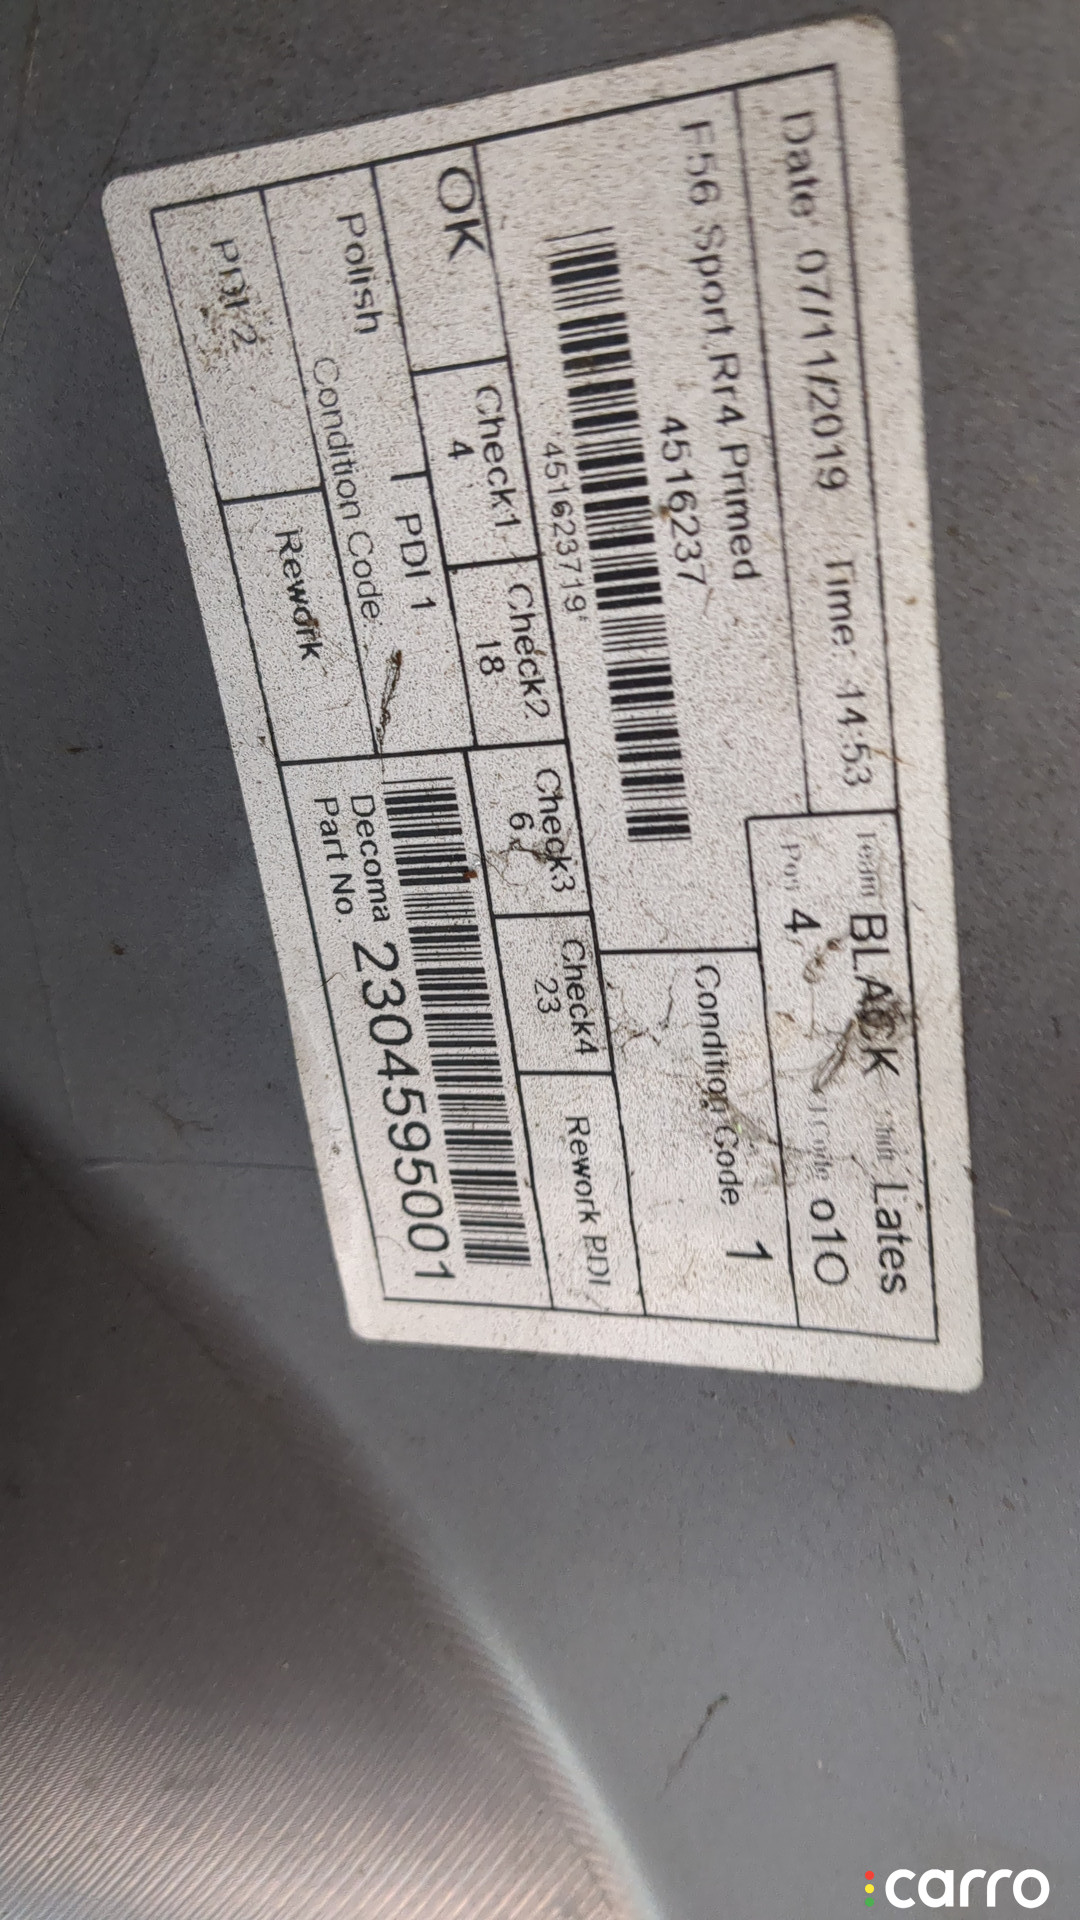 Date: 07/11/2019 Time: 14:53
Team BLACK Shift Lates
F56 Sport Rr4 Primed
Pos 4 Code o10
4516237
Condition Code 1
451623719
OK
Check1
4
Check2
18
Check3
6
Check4
23
Rework PDI
PDI 1
Polish
Condition Code:
Decoma
Part No. 2304595001
PDI 2
Rework
carro